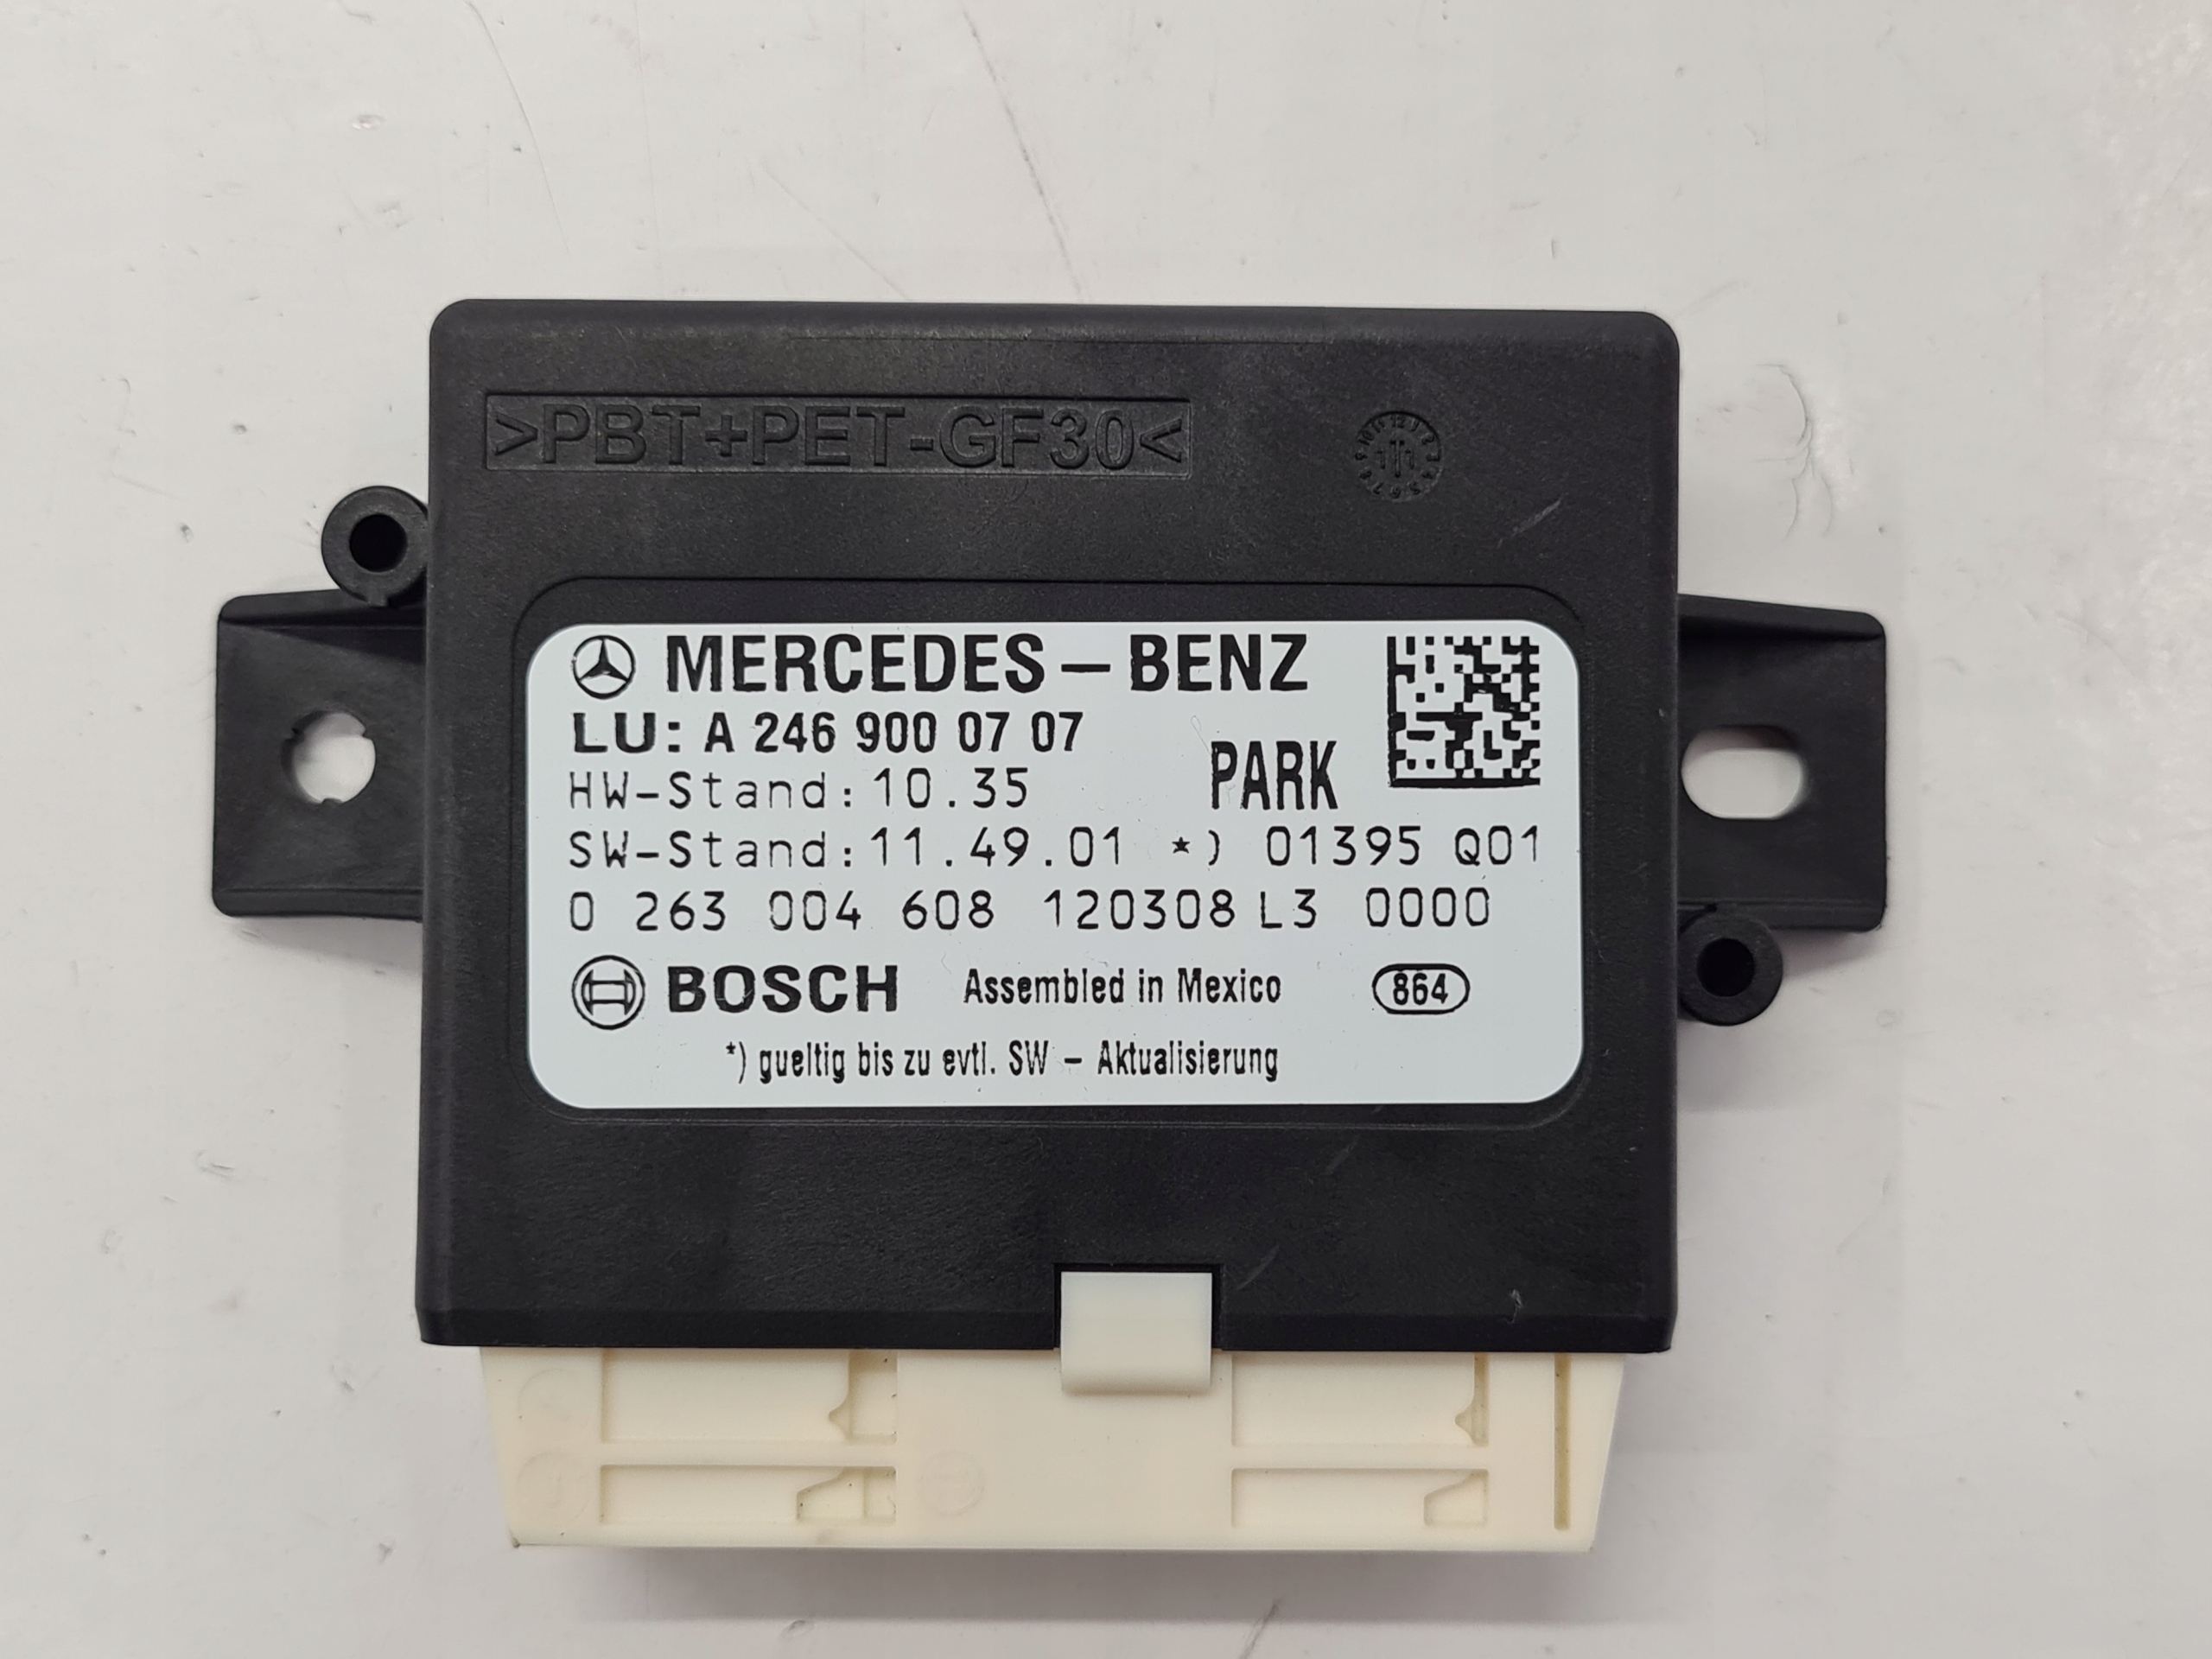 >PBT+PET-GF30<
MERCEDES-BENZ
LU: A 246 900 07 07
PARK
HW-Stand:10.35
SW-Stand:11.49.01 *) 01395 Q01
0 263 004 608 120308 L3 0000
BOSCH Assembled in Mexico 864
*) gueltig bis zu evtl. SW - Aktualisierung